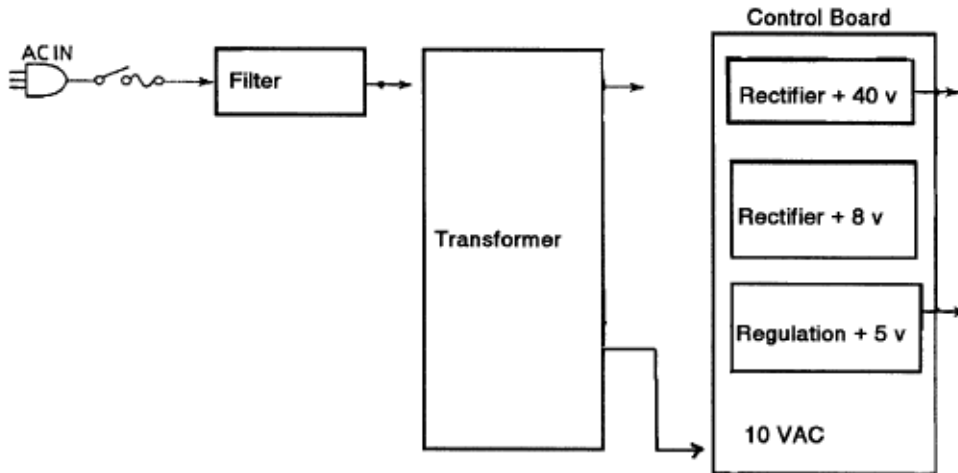 Control Board
AC IN
Filter
Rectifier + 40 v
Rectifier + 8 v
Transformer
Regulation + 5 v
10 VAC